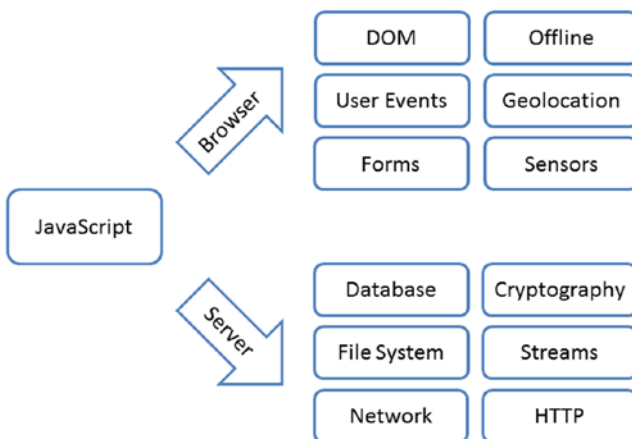 DOM
Offline
User Events
Geolocation
Forms
Sensors
Browser
JavaScript
Server
Database
Cryptography
File System
Streams
Network
HTTP